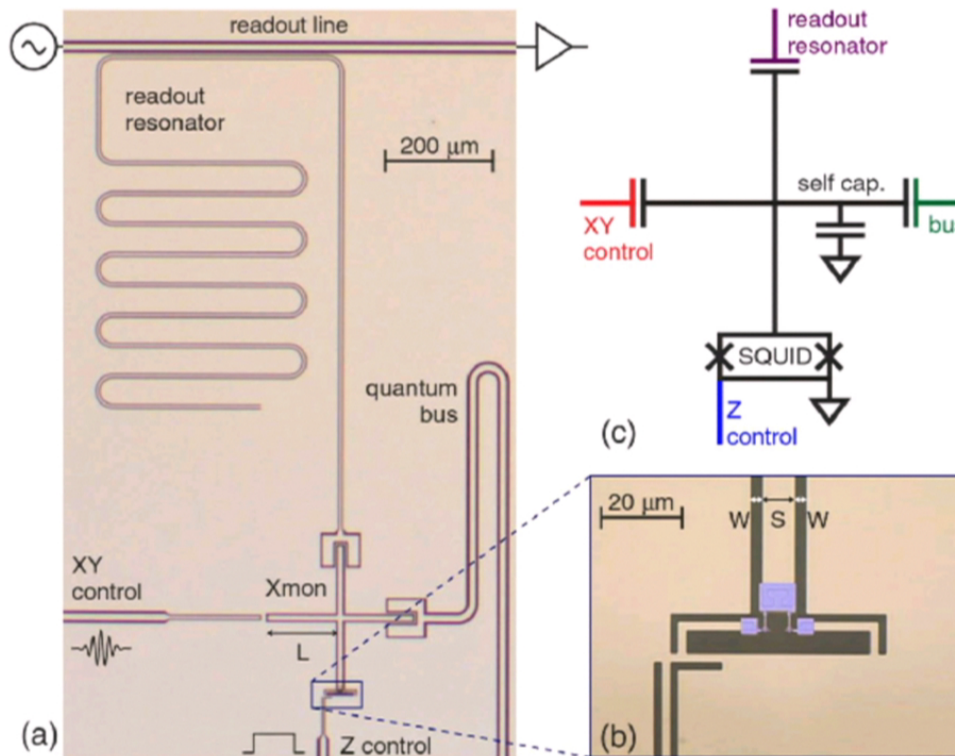 readout line
readout
resonator
200 μm
quantum
bus
XY
control
Xmon
L
(a)
Z control
readout
resonator
self cap.
XY
control
bu
SQUID
Z
control
(c)
20 μm
W S W
(b)